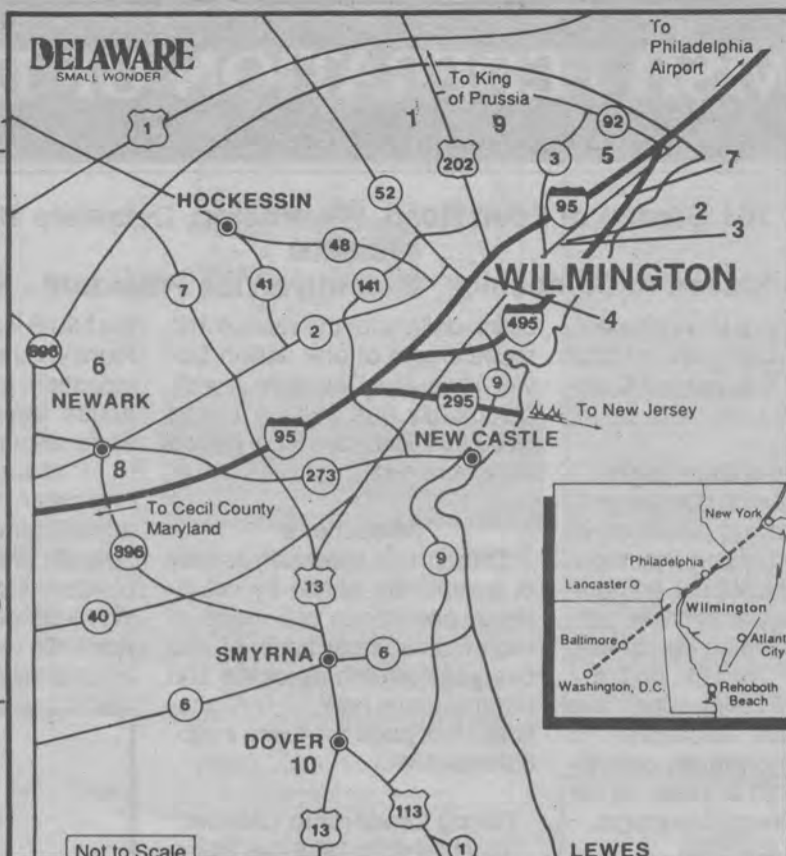 DELAWARE
SMALL WONDER
To
Philadelphia
Airport
To King
of Prussia
1
9
92
1
202
3
5
7
52
95
2
3
HOCKESSIN
48
WILMINGTON
7
41
141
4
2
495
896
6
9
NEWARK
295
To New Jersey
95
NEW CASTLE
8
273
To Cecil County
Maryland
896
9
13
40
SMYRNA
6
6
DOVER
10
13
113
1
Not to Scale
LEWES
New York
Philadelphia
Lancaster
Wilmington
Baltimore
Atlant
City
Washington, D.C.
Rehoboth
Beach